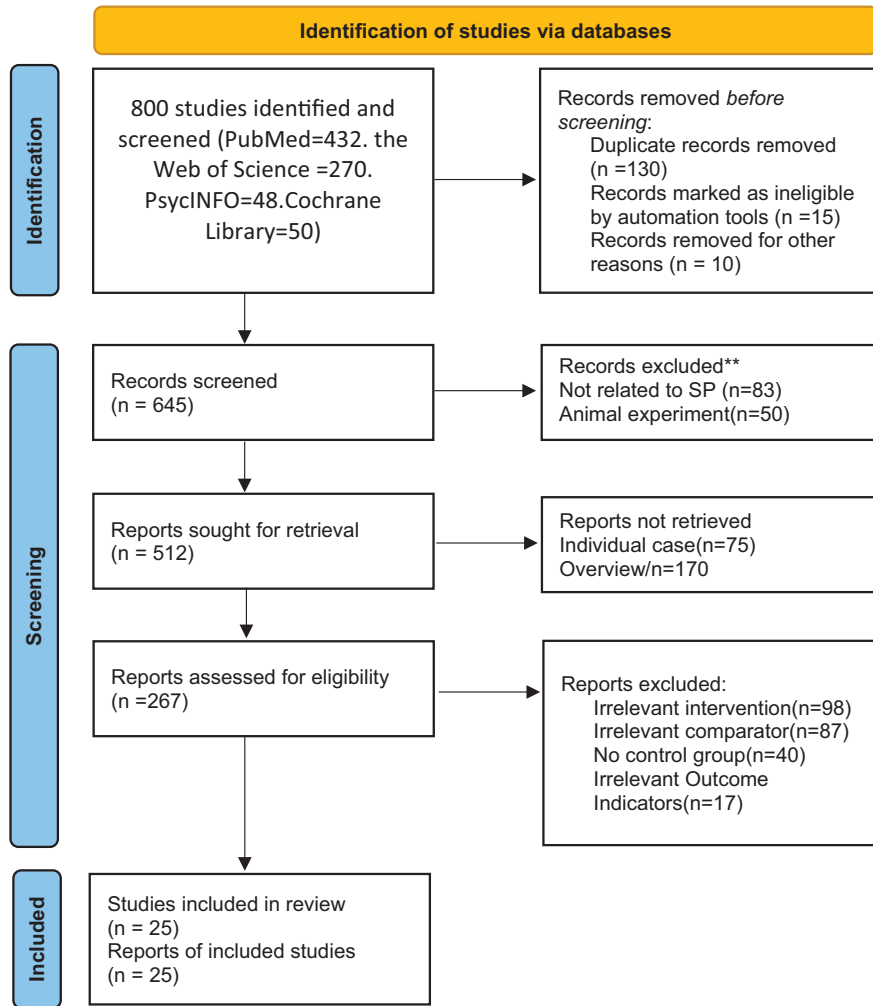 Identification of studies via databases
Identification
800 studies identified and
screened (PubMed=432. the
Web of Science =270.
PsycINFO=48.Cochrane
Library=50)
Records removed before
screening:
Duplicate records removed
(n =130)
Records marked as ineligible
by automation tools (n =15)
Records removed for other
reasons (n = 10)
Screening
Records screened
(n = 645)
Records excluded**
Not related to SP (n=83)
Animal experiment(n=50)
Reports sought for retrieval
(n = 512)
Reports not retrieved
Individual case(n=75)
Overview/n=170
Reports assessed for eligibility
(n =267)
Reports excluded:
Irrelevant intervention(n=98)
Irrelevant comparator(n=87)
No control group(n=40)
Irrelevant Outcome
Indicators(n=17)
Included
Studies included in review
(n = 25)
Reports of included studies
(n = 25)